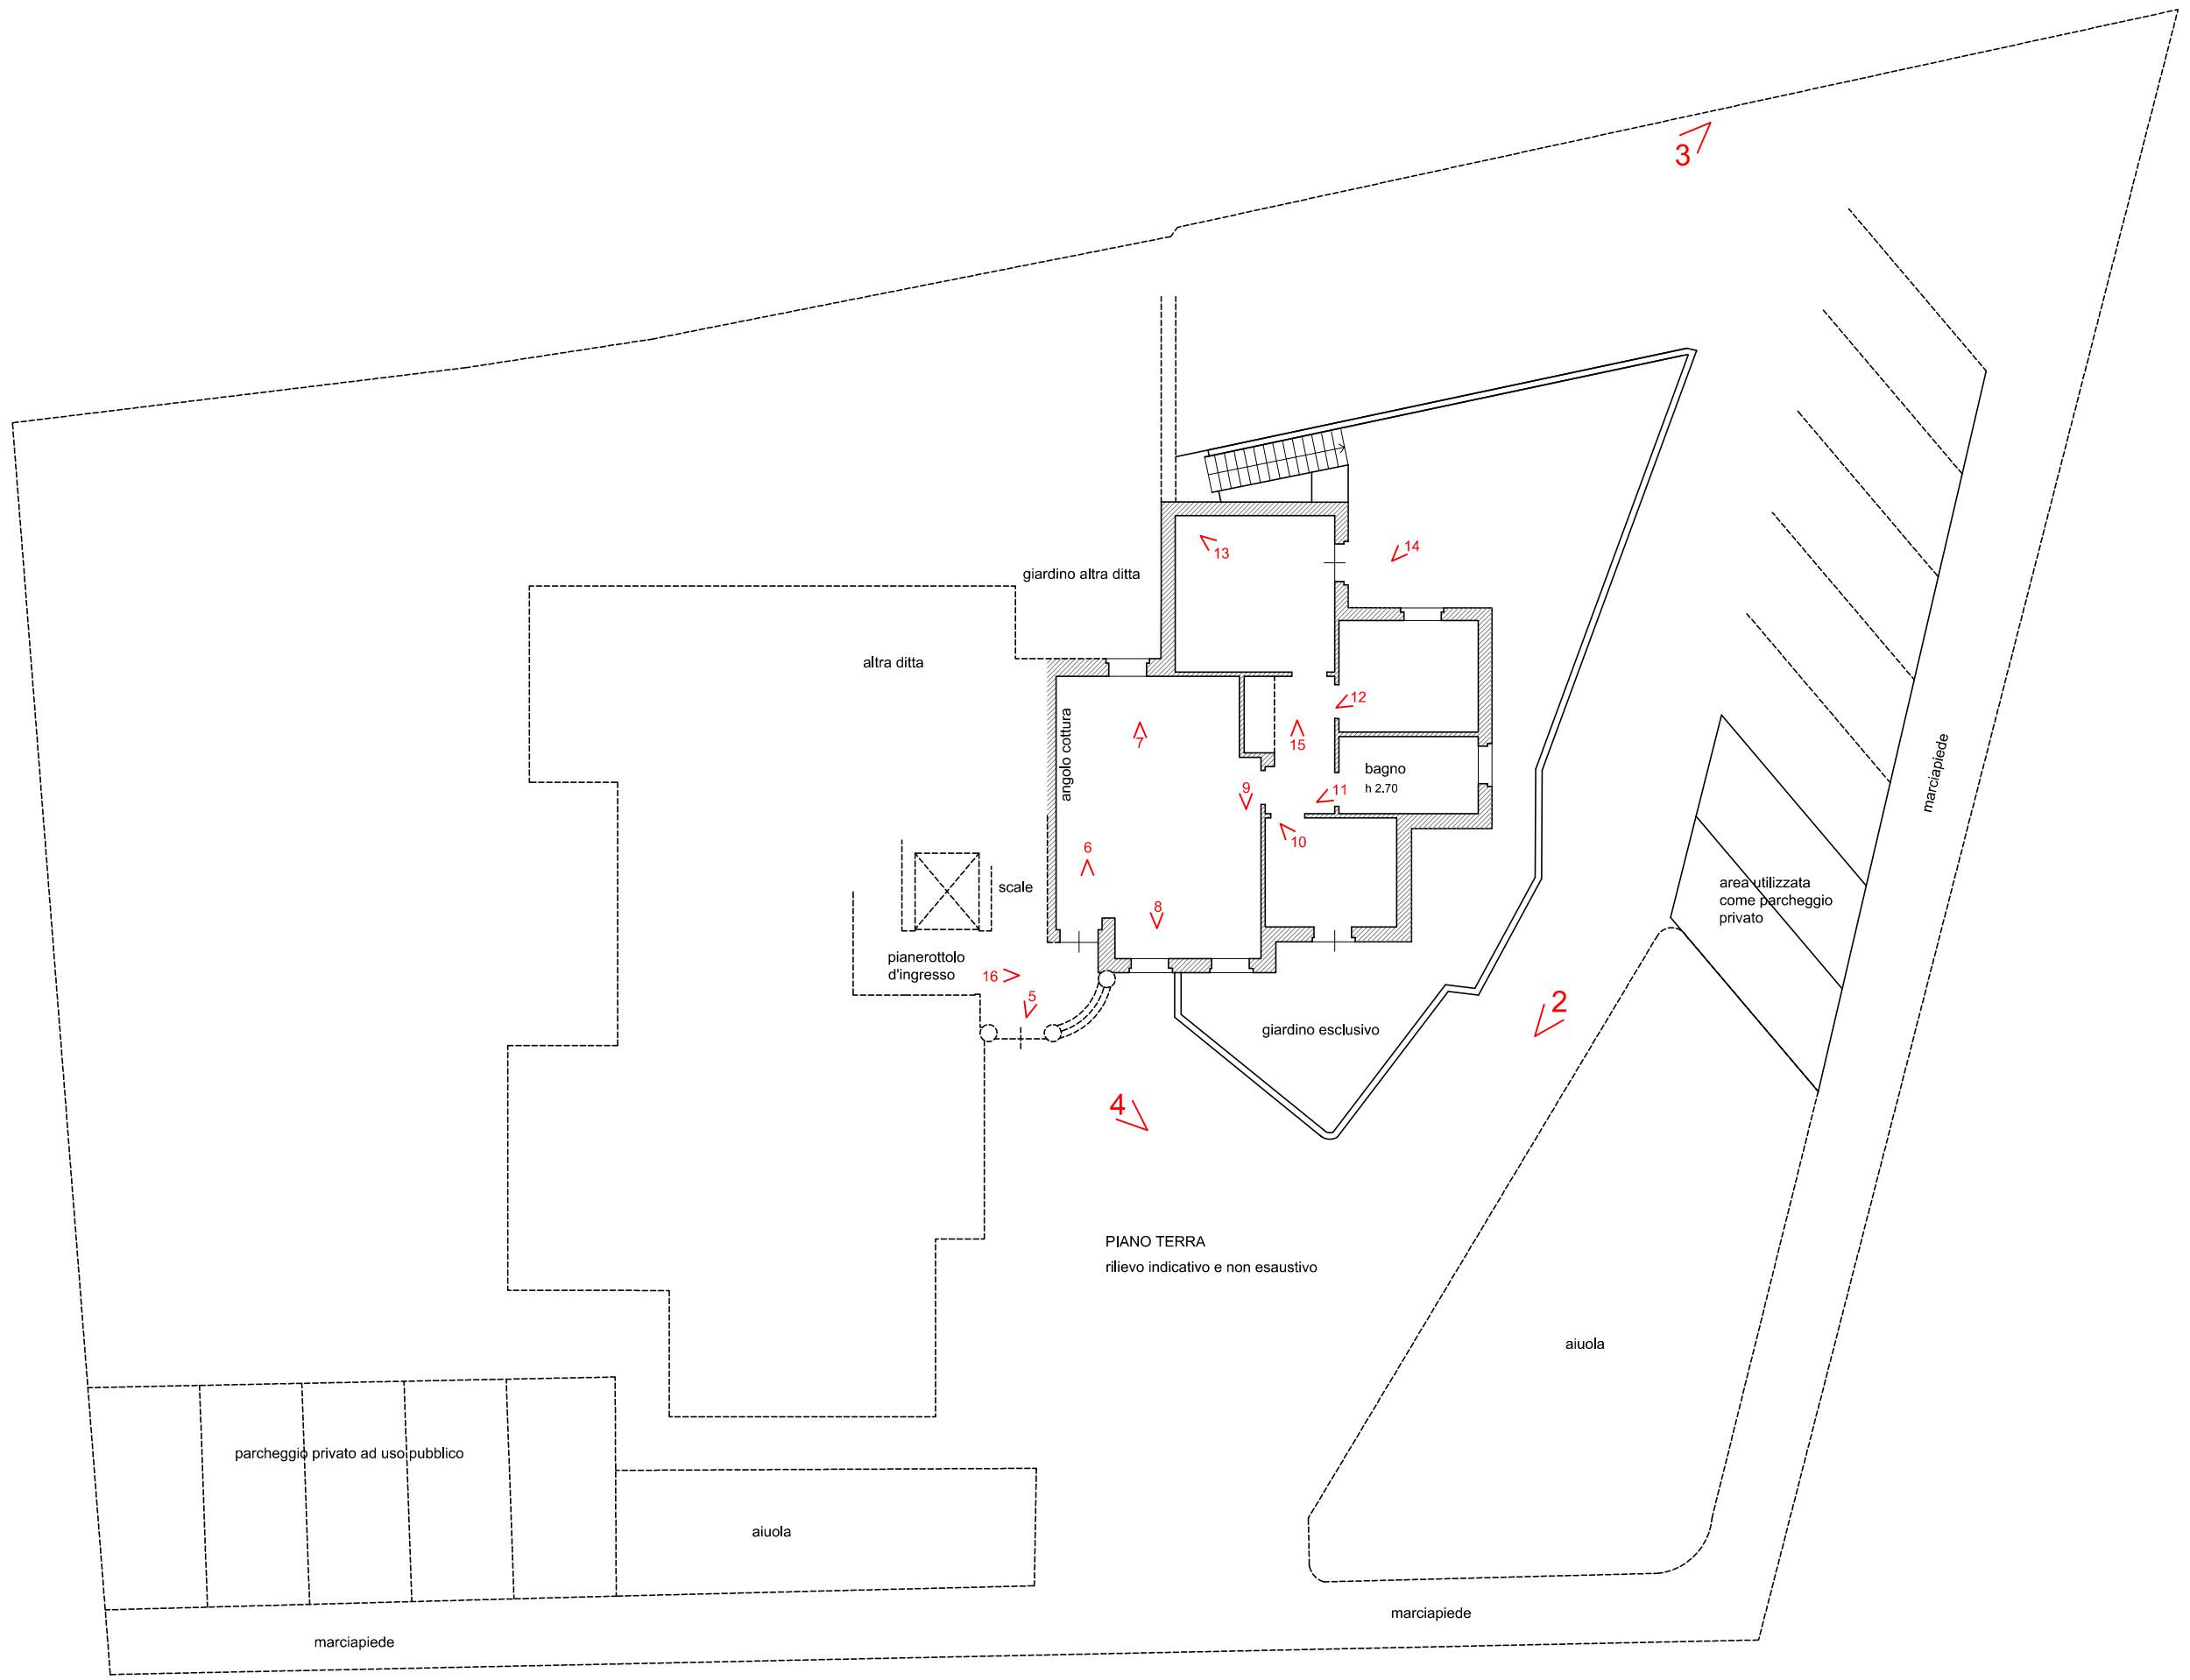 3
giardino altra ditta
13
14
altra ditta
angolo cottura
7
12
15
bagno
h 2.70
9
11
10
6
8
scale
pianerottolo
d'ingresso
16
5
giardino esclusivo
2
4
area utilizzata
come parcheggio
privato
marciapiede
PIANO TERRA
rilievo indicativo e non esaustivo
aiuola
parcheggio privato ad uso pubblico
aiuola
marciapiede
marciapiede